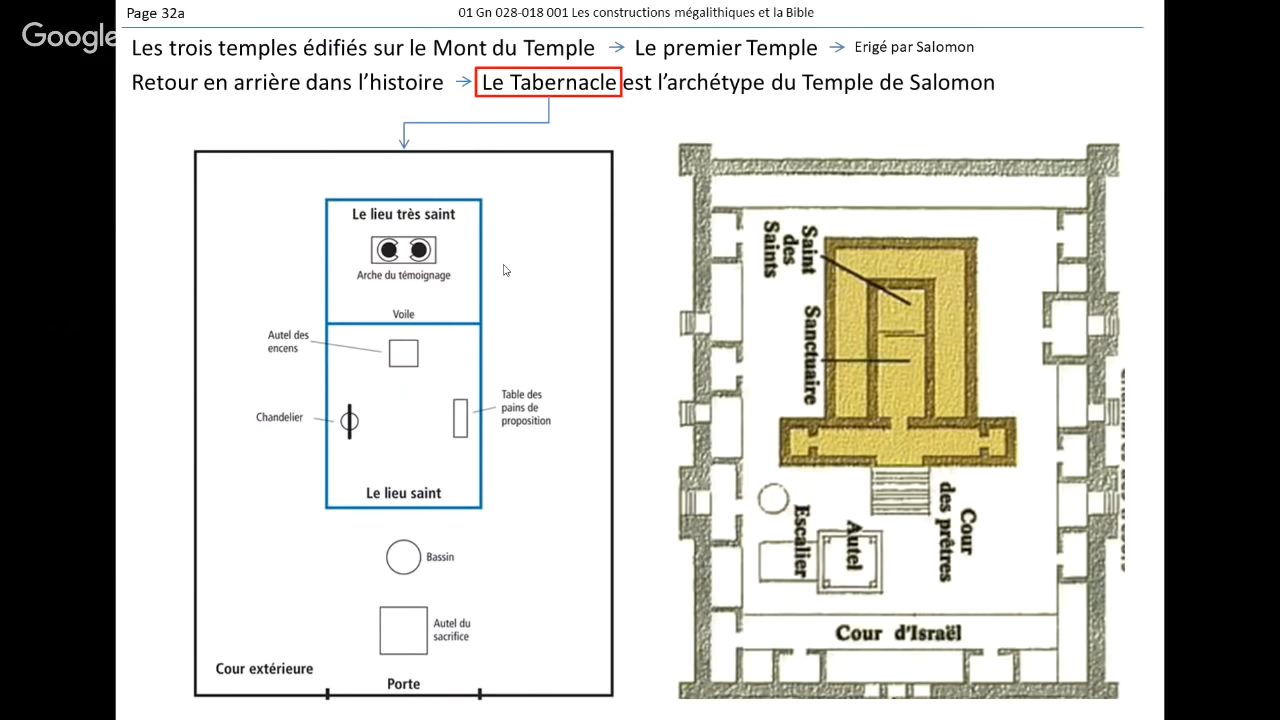 Page 32a
01 Gn 028-018 001 Les constructions mégalithiques et la Bible
Google
Les trois temples édifiés sur le Mont du Temple → Le premier Temple → Erigé par Salomon
Retour en arrière dans l’histoire → Le Tabernacle est l’archétype du Temple de Salomon
Le lieu très saint
Arche du témoignage
Voile
Autel des
encens
Chandelier
Table des
pains de
proposition
Le lieu saint
Bassin
Autel du
sacrifice
Cour extérieure
Porte
Saint
des
Saints
Sanctuaire
Cour
des prêtres
Escalier
Autel
Cour d'Israël